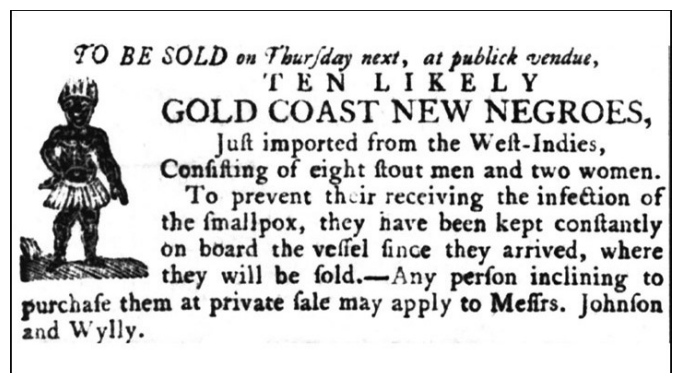 TO BE SOLD on Thurſday next, at publick vendue,
TEN LIKELY
GOLD COAST NEW NEGROES,
Juſt imported from the Weſt-Indies,
Conſiſting of eight ſtout men and two women.
To prevent their receiving the infection of
the ſmallpox, they have been kept conſtantly
on board the veſſel ſince they arrived, where
they will be ſold.—Any perſon inclining to
purchaſe them at private ſale may apply to Meſſrs. Johnſon
and Wylly.